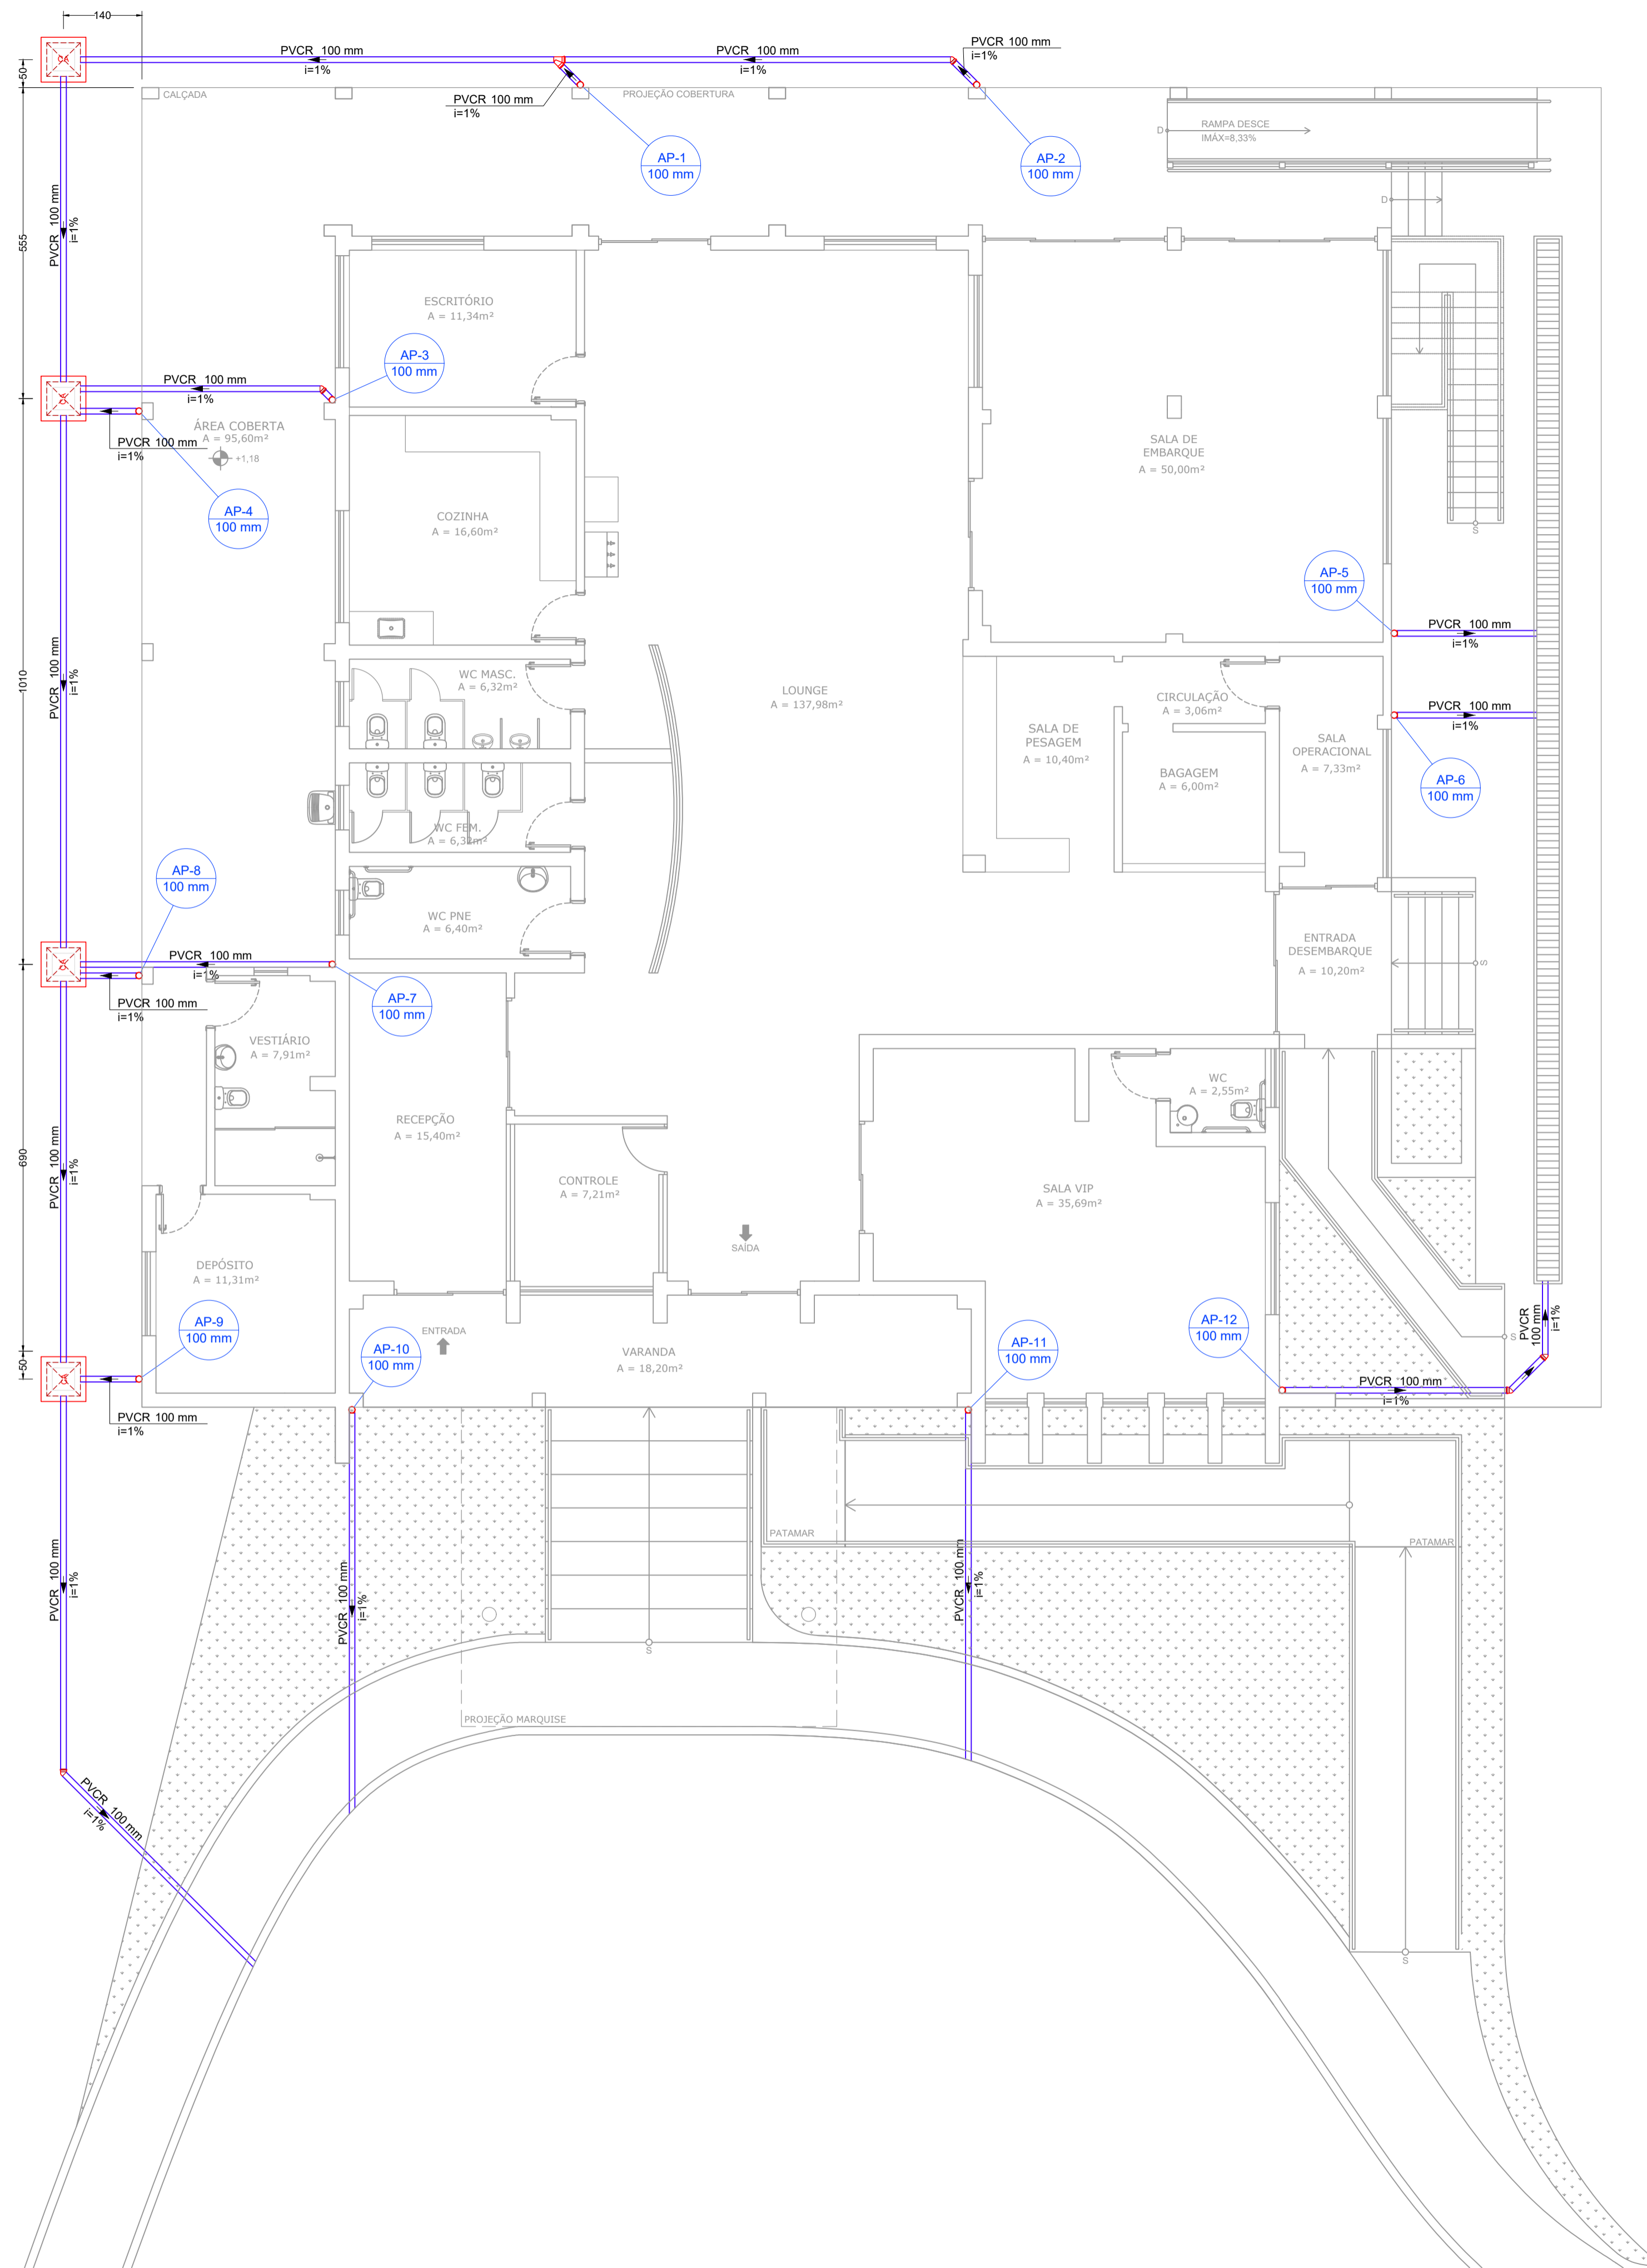 140
PVCR 100 mm
i=1%
PVCR 100 mm
i=1%
PVCR 100 mm
i=1%
CA
50
CALÇADA
PVCR 100 mm
i=1%
PROJEÇÃO COBERTURA
AP-1
100 mm
AP-2
100 mm
D
RAMPA DESCE
IMÁX=8,33%
D
555
PVCR 100 mm
i=1%
ESCRITÓRIO
A = 11,34m²
AP-3
100 mm
PVCR 100 mm
i=1%
CA
ÁREA COBERTA
A = 95,60m²
+1,18
PVCR 100 mm
i=1%
AP-4
100 mm
COZINHA
A = 16,60m²
SALA DE
EMBARQUE
A = 50,00m²
S
AP-5
100 mm
PVCR 100 mm
i=1%
1010
PVCR 100 mm
i=1%
WC MASC.
A = 6,32m²
LOUNGE
A = 137,98m²
CIRCULAÇÃO
A = 3,06m²
SALA DE
PESAGEM
A = 10,40m²
SALA
OPERACIONAL
A = 7,33m²
PVCR 100 mm
i=1%
BAGAGEM
A = 6,00m²
AP-6
100 mm
WC FEM.
A = 6,32m²
AP-8
100 mm
WC PNE
A = 6,40m²
ENTRADA
DESEMBARQUE
A = 10,20m²
S
PVCR 100 mm
i=1%
CA
PVCR 100 mm
i=1%
AP-7
100 mm
VESTIÁRIO
A = 7,91m²
WC
A = 2,55m²
RECEPÇÃO
A = 15,40m²
690
PVCR 100 mm
i=1%
CONTROLE
A = 7,21m²
SALA VIP
A = 35,69m²
SAÍDA
DEPÓSITO
A = 11,31m²
AP-9
100 mm
ENTRADA
AP-10
100 mm
VARANDA
A = 18,20m²
AP-11
100 mm
AP-12
100 mm
PVCR
100 mm
i=1%
S
50
CA
PVCR 100 mm
i=1%
PVCR 100 mm
i=1%
PATAMAR
PATAMAR
PVCR 100 mm
i=1%
PVCR 100 mm
i=1%
PVCR 100 mm
i=1%
S
PROJEÇÃO MARQUISE
PVCR 100 mm
i=1%
S